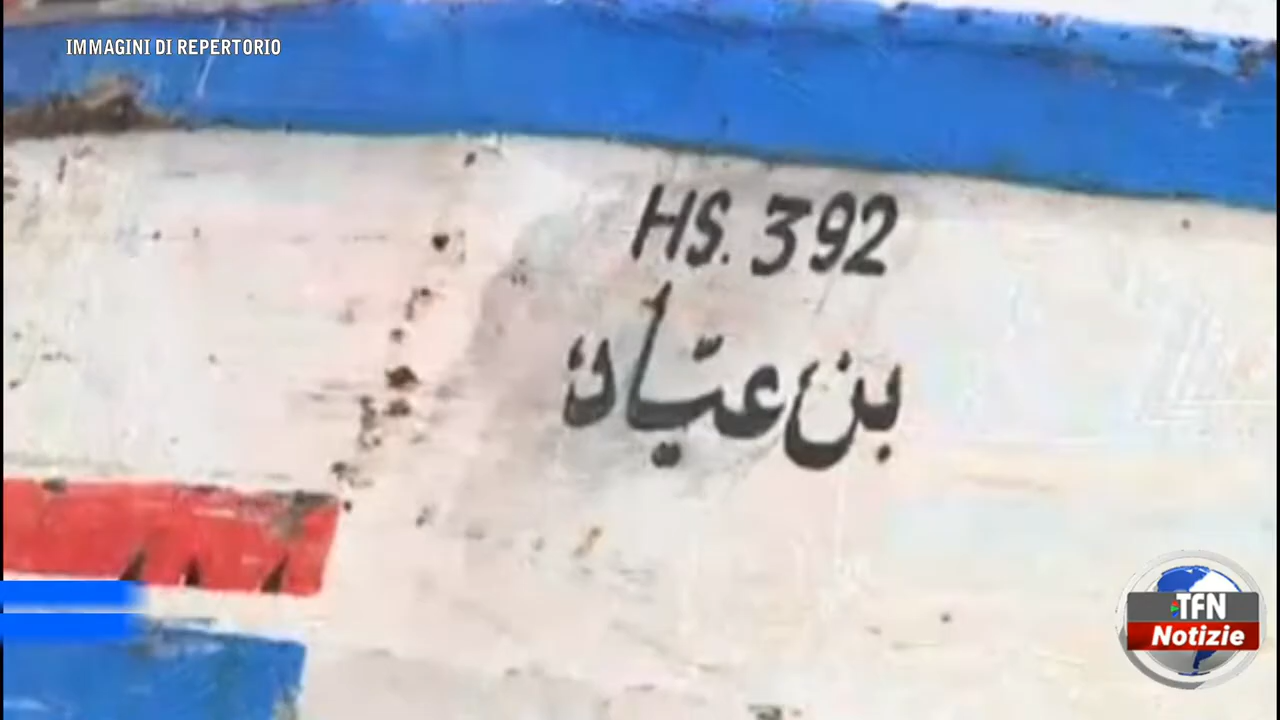 IMMAGINI DI REPERTORIO
HS. 392
بن عيّاد
TFN
Notizie